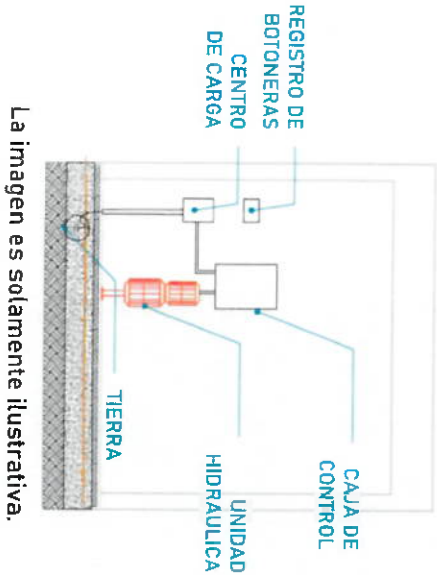 REGISTRO DE
BOTONERAS
CENTRO
DE CARGA
CAJA DE
CONTROL
UNIDAD
HIDRAULICA
TIERRA
La imagen es solamente ilustrativa.